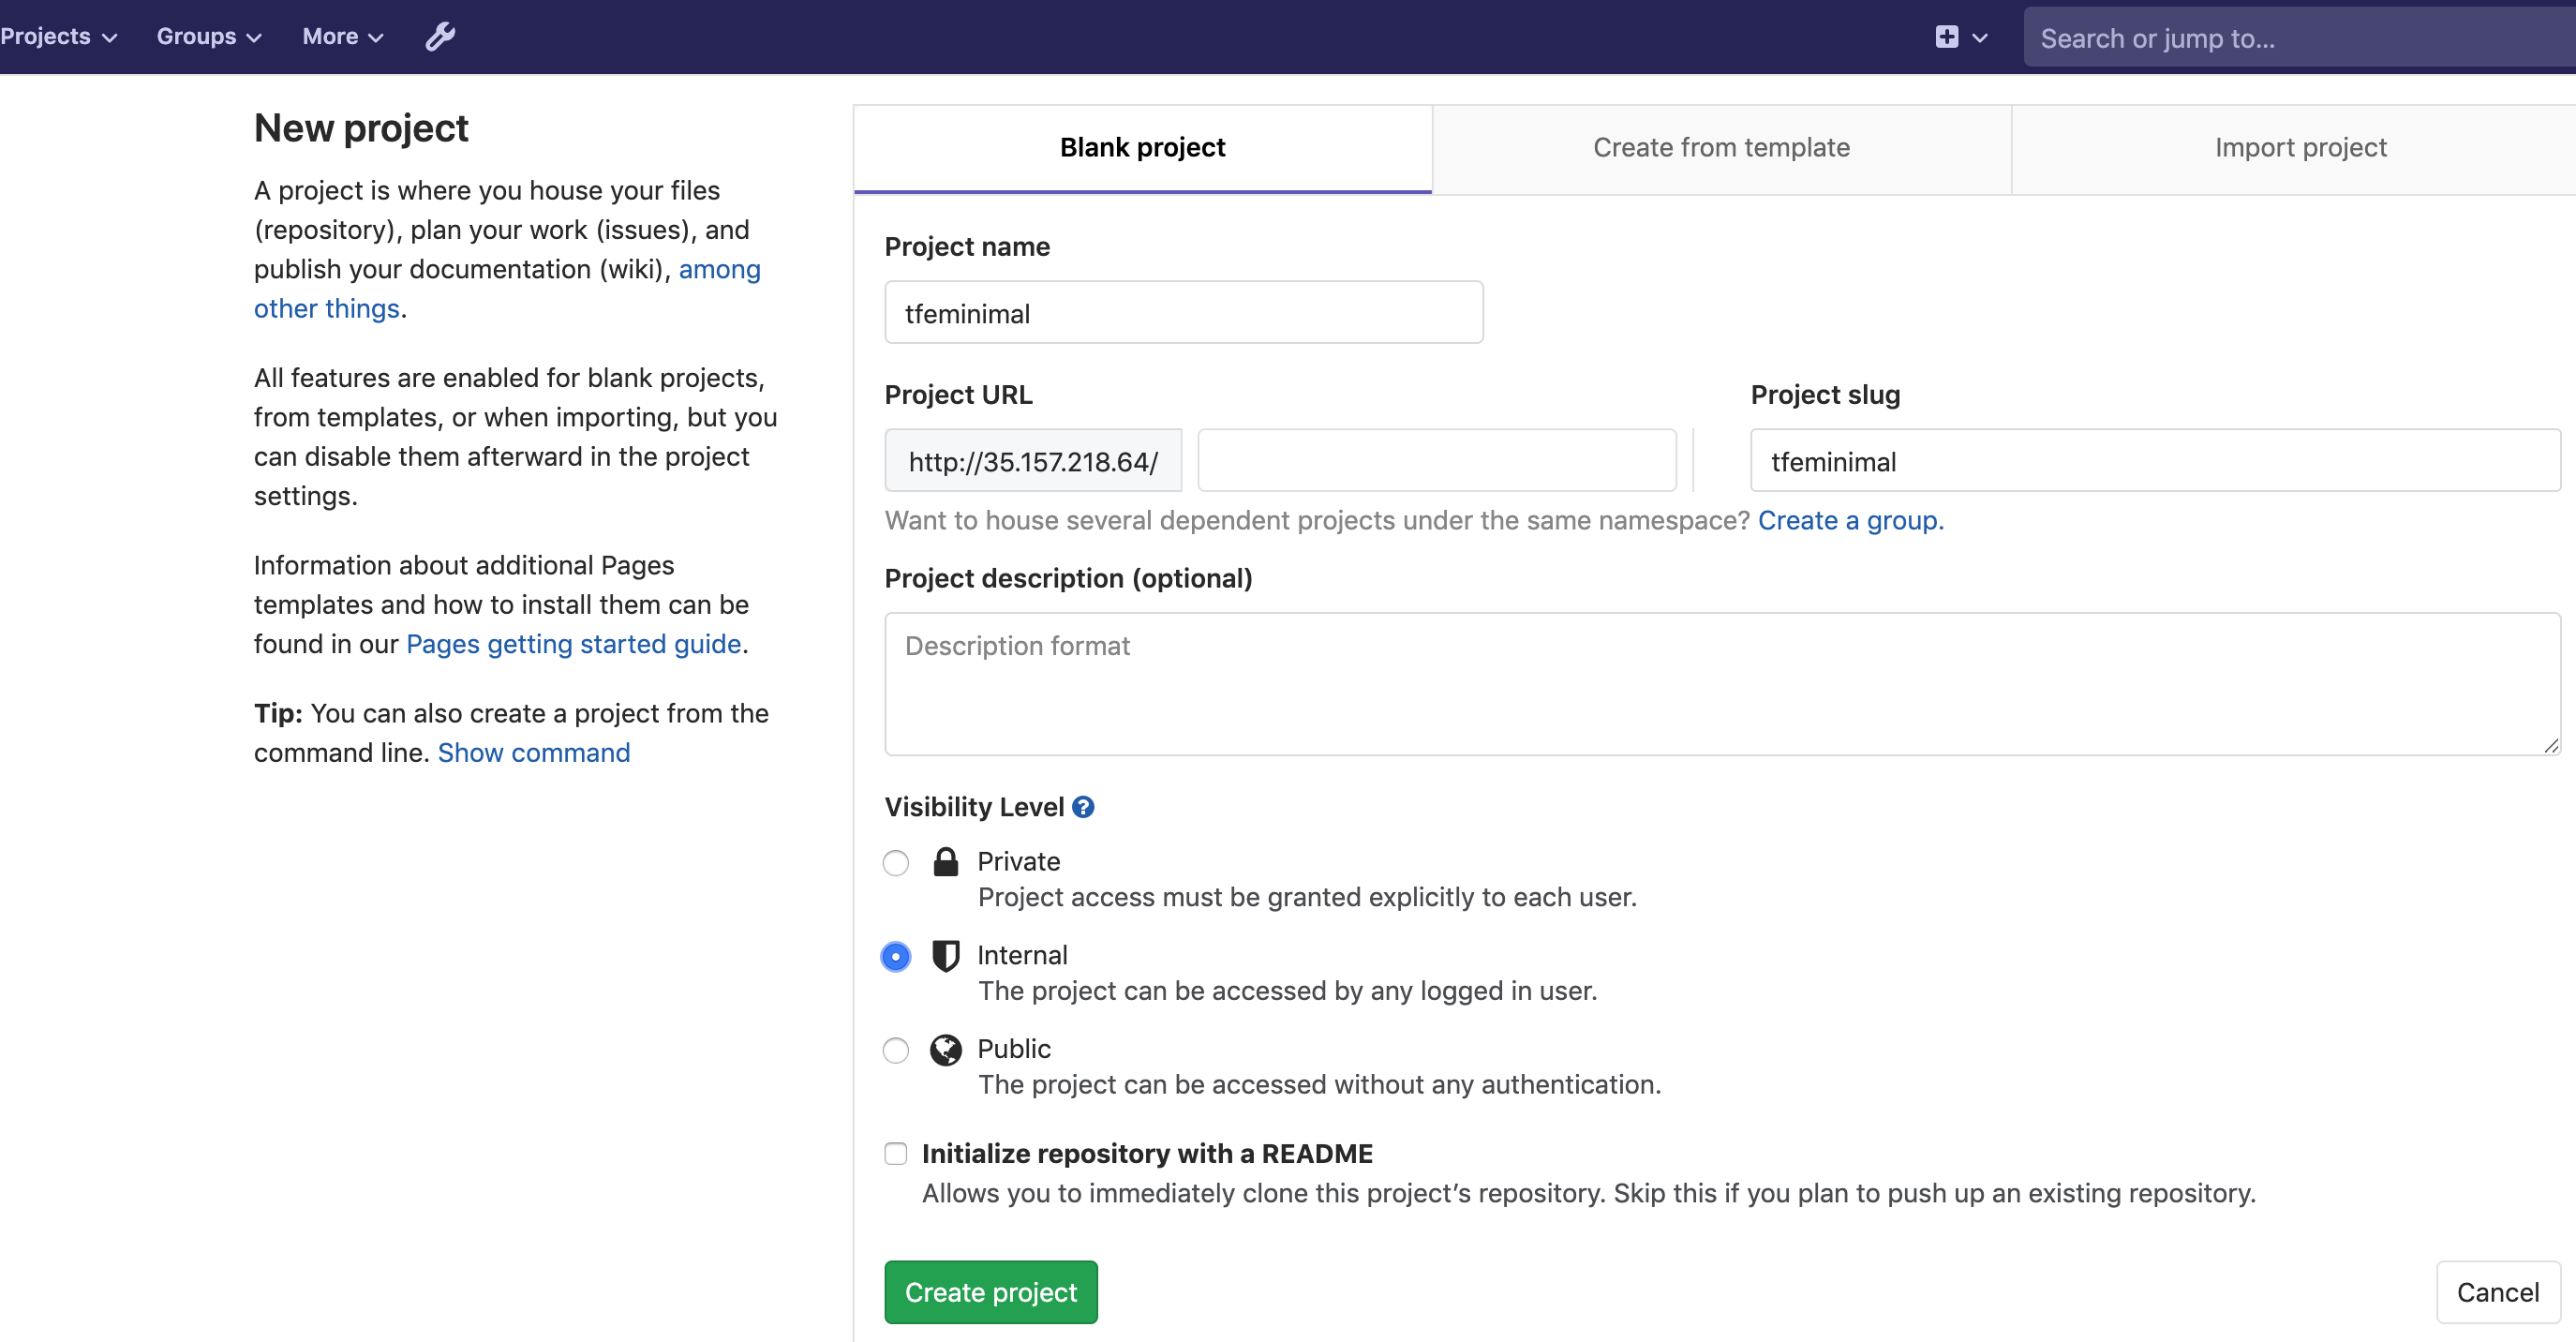 Projects Groups More Search or jump to...
New project
A project is where you house your files
(repository), plan your work (issues), and
publish your documentation (wiki), among
other things.
All features are enabled for blank projects,
from templates, or when importing, but you
can disable them afterward in the project
settings.
Information about additional Pages
templates and how to install them can be
found in our Pages getting started guide.
Tip: You can also create a project from the
command line. Show command
Blank project Create from template Import project
Project name
tfeminimal
Project URL Project slug
http://35.157.218.64/ tfeminimal
Want to house several dependent projects under the same namespace? Create a group.
Project description (optional)
Description format
Visibility Level
Private
Project access must be granted explicitly to each user.
Internal
The project can be accessed by any logged in user.
Public
The project can be accessed without any authentication.
Initialize repository with a README
Allows you to immediately clone this project's repository. Skip this if you plan to push up an existing repository.
Create project Cancel